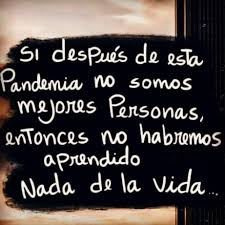 Si después de esta
Pandemia no somos
mejores Personas,
entonces no habremos
aprendido
Nada de la vida...